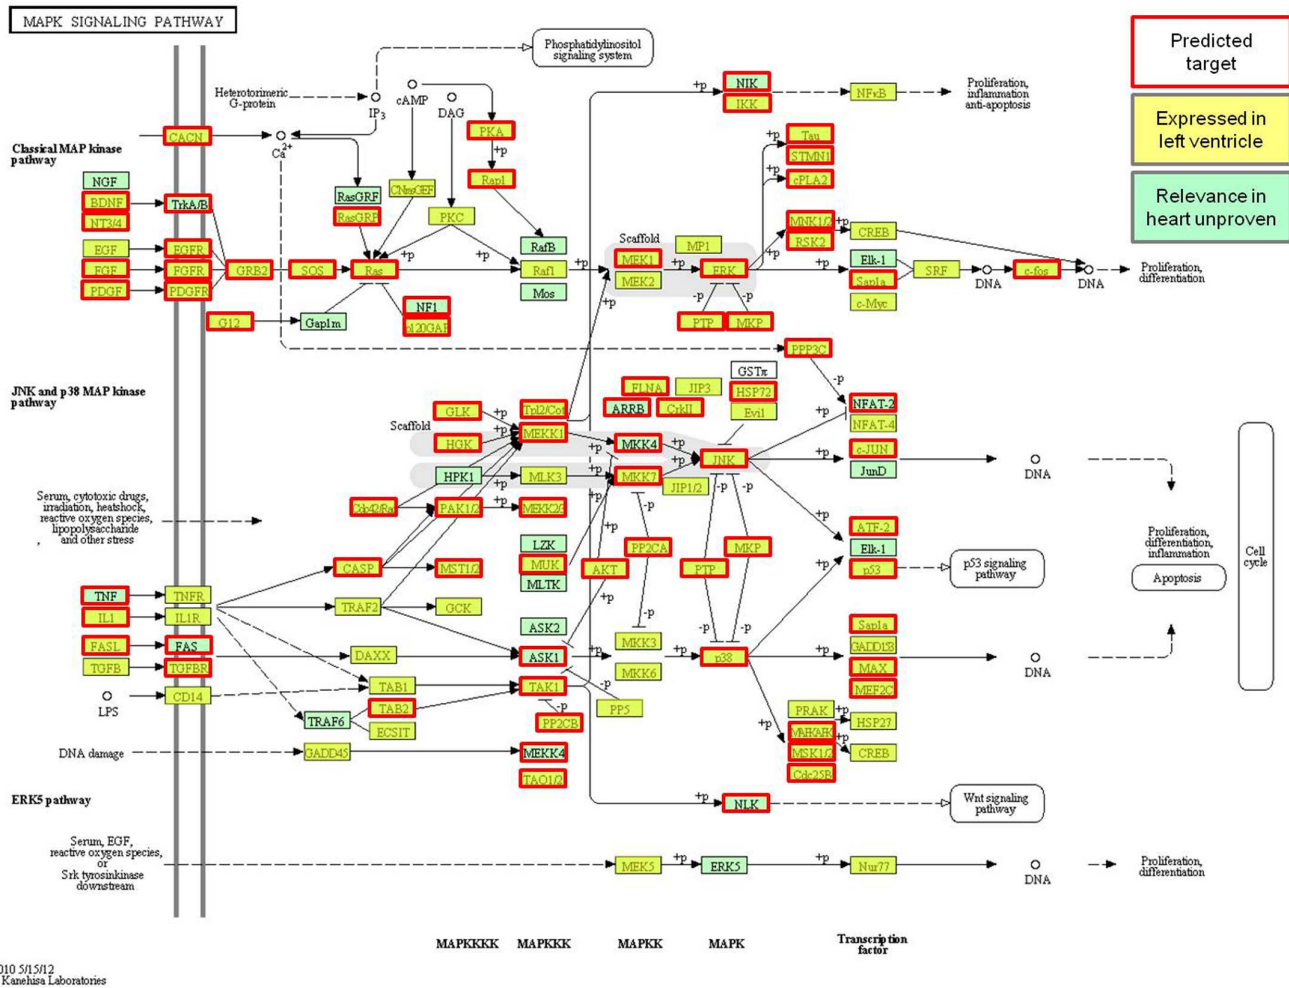 MAPK SIGNALING PATHWAY
Predicted
target
Expressed in
left ventricle
Relevance in
heart unproven
Phosphatidylinositol
signaling system
Heterotorimeric
G-protein
IP3
cAMP
DAG
Ca2+
CACN
PKA
+p
Rap1
NIK
IKK
+p
NFκB
Proliferation,
inflammation
anti-apoptosis
Classical MAP kinase
pathway
NGF
BDNF
NT3/4
TrkA/B
EGF
EGFR
FGF
FGFR
PDGF
PDGFR
GRB2
SOS
Ras
RasGRF
RasGRP
CNrasGEF
PKC
RafB
Raf1
Mos
+p
+p
+p
+p
G12
Gap1m
NF1
p120GAP
Scaffold
MEK1
MEK2
MP1
+p
ERK
-p
-p
PTP
MKP
+p
+p
+p
+p
Tau
STMN1
cPLA2
MNK1/2
RSK2
+p
CREB
Elk-1
Sap1a
c-Myc
SRF
DNA
c-fos
DNA
Proliferation,
differentiation
PPP3C
-p
JNK and p38 MAP kinase
pathway
GSTπ
FLNA
JIP3
HSP72
ARRB
CrkII
Evi1
NFAT-2
NFAT-4
c-JUN
JunD
DNA
GLK
+p
Tpl2/Cot
Scaffold
HGK
+p
MEKK1
MKK4
+p
JNK
+p
+p
HPK1
+p
MLK3
MKK7
+p
JIP1/2
Serum, cytotoxic drugs,
irradiation, heatshock,
reactive oxygen species,
lipopolysaccharide
and other stress
PAK1/2
+p
CASP
MST1/2
LZK
MUK
MLTK
AKT
PP2CA
-p
-p
PTP
MKP
-p
-p
+p
ATF-2
Elk-1
p53
p53 signaling
pathway
Proliferation,
differentiation,
inflammation
Apoptosis
Cell
cycle
TNF
TNFR
IL1
IL1R
FASL
FAS
TGFB
TGFBR
LPS
CD14
TRAF2
GCK
DAXX
TAB1
TAB2
TRAF6
ECSIT
ASK2
ASK1
+p
TAK1
-p
PP2CB
-p
PP5
MKK3
MKK6
+p
p38
-p
-p
+p
Sap1a
MAX
MEF2C
DNA
+p
PRAK
+p
HSP27
MSK1/2
+p
CREB
Cdc25B
DNA damage
GADD45
MEKK4
TAO1/2
ERK5 pathway
+p
NLK
Wnt signaling
pathway
Serum, EGF,
reactive oxygen species,
or
Srk tyrosinkinase
downstream
MEK5
+p
ERK5
+p
Nur77
DNA
Proliferation,
differentiation
MAPKKKK
MAPKKK
MAPKK
MAPK
Transcription
factor
010 5/15/12
Kanehisa Laboratories